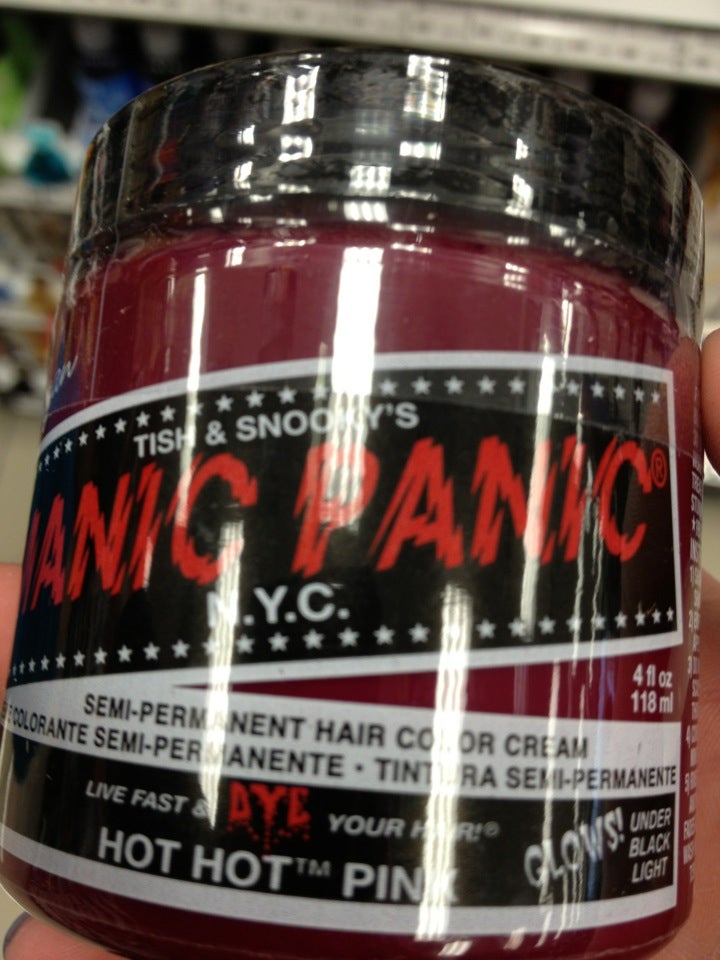 TISH & SNOOKY'S
MANIC PANIC®
N.Y.C.
4 fl oz
118 ml
SEMI-PERMANENT HAIR COLOR CREAM
COLORANTE SEMI-PERMANENTE • TINTURA SEMI-PERMANENTE
LIVE FAST & DYE YOUR HAIR!®
HOT HOT™ PINK
GLOWS! UNDER
BLACK
LIGHT